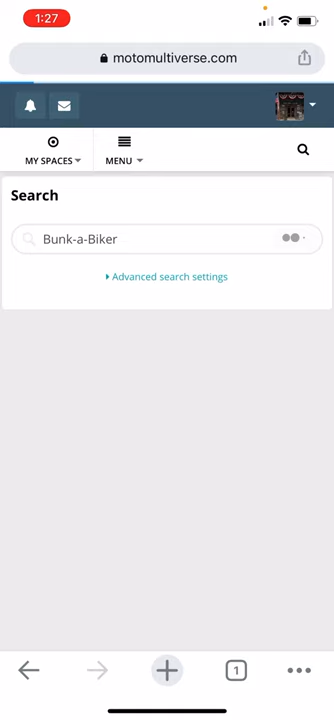 1:27
motomultiverse.com
MY SPACES
MENU
Search
Bunk-a-Biker
Advanced search settings
1